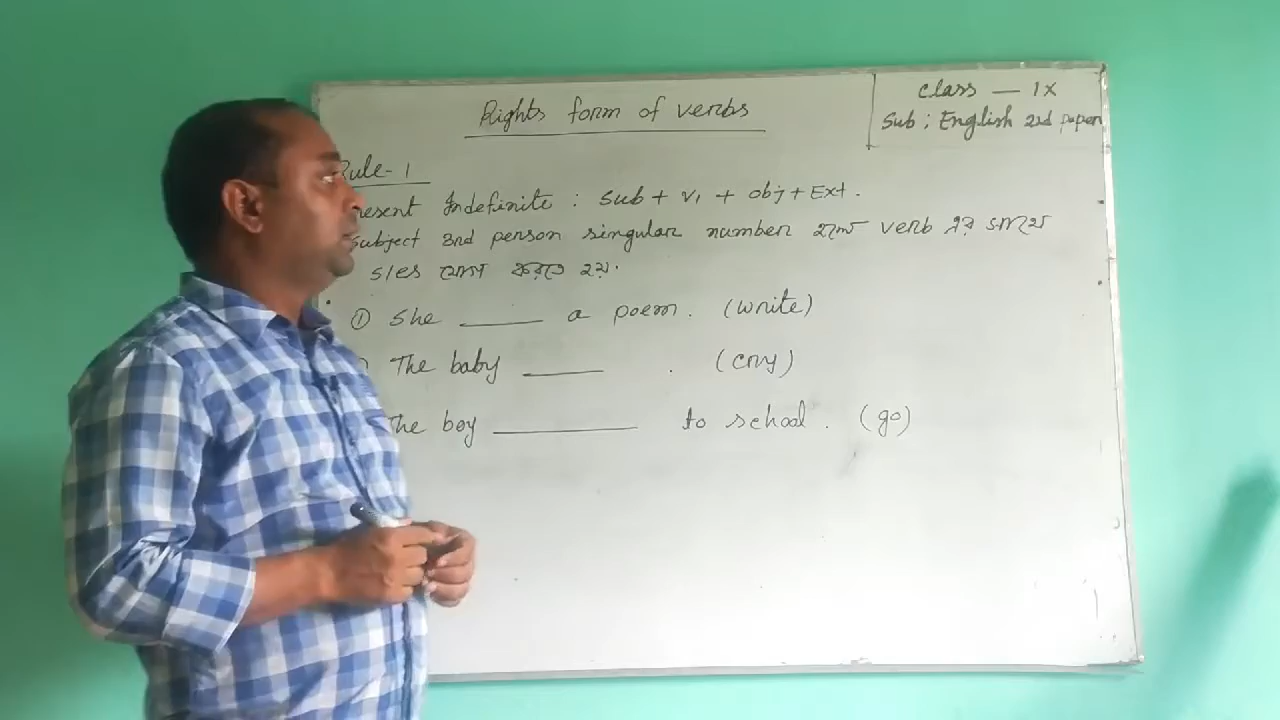 Rights form of verbs
Class — IX
Sub : English 2nd paper
Rule- 1
Present Indefinite : Sub + V₁ + obj + Ext .
Subject 3rd person singular number হলে verb এর সাথে
s/es যোগ করতে হয়.
① She ______ a poem . (write)
The baby ______ . (cry)
The boy ______ to school . (go)